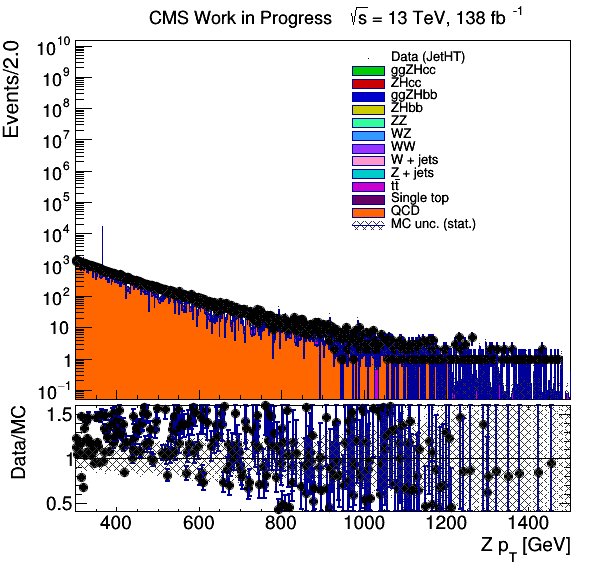 CMS Work in Progress √s = 13 TeV, 138 fb⁻¹
Events/2.0
10¹⁰
10⁹
10⁸
10⁷
10⁶
10⁵
10⁴
10³
10²
10
1
10⁻¹
Data (JetHT)
ggZHcc
ZHcc
ggZHbb
ZHbb
ZZ
WZ
WW
W + jets
Z + jets
tt̄
Single top
QCD
MC unc. (stat.)
Data/MC
1.5
1
0.5
400 600 800 1000 1200 1400
Z p_T [GeV]